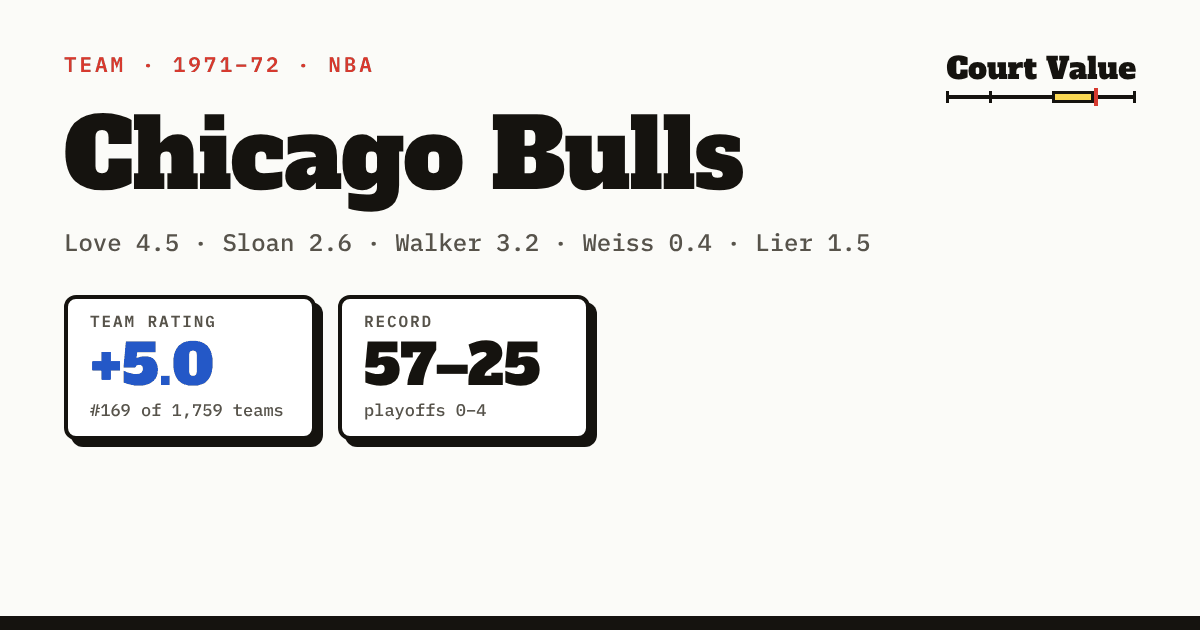 TEAM · 1971–72 · NBA
Court Value
Chicago Bulls
Love 4.5 · Sloan 2.6 · Walker 3.2 · Weiss 0.4 · Lier 1.5
TEAM RATING
+5.0
#169 of 1,759 teams
RECORD
57–25
playoffs 0–4